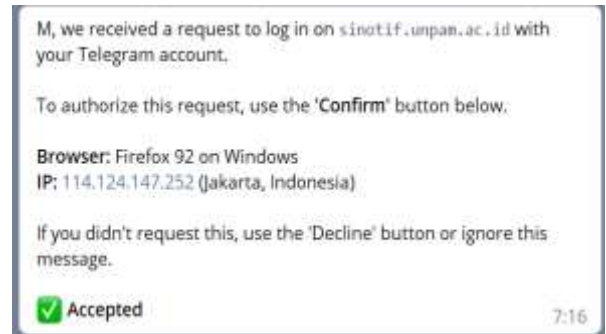 M, we received a request to log in on sinotif.unpam.ac.id with
your Telegram account.
To authorize this request, use the 'Confirm' button below.
Browser: Firefox 92 on Windows
IP: 114.124.147.252 (Jakarta, Indonesia)
If you didn't request this, use the 'Decline' button or ignore this
message.
✅ Accepted
7:16